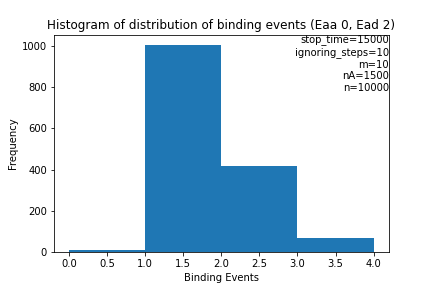 Histogram of distribution of binding events (Eaa 0, Ead 2)
stop_time=15000
ignoring_steps=10
m=10
nA=1500
n=10000
1000
800
600
400
200
0
Frequency
0.0 0.5 1.0 1.5 2.0 2.5 3.0 3.5 4.0
Binding Events